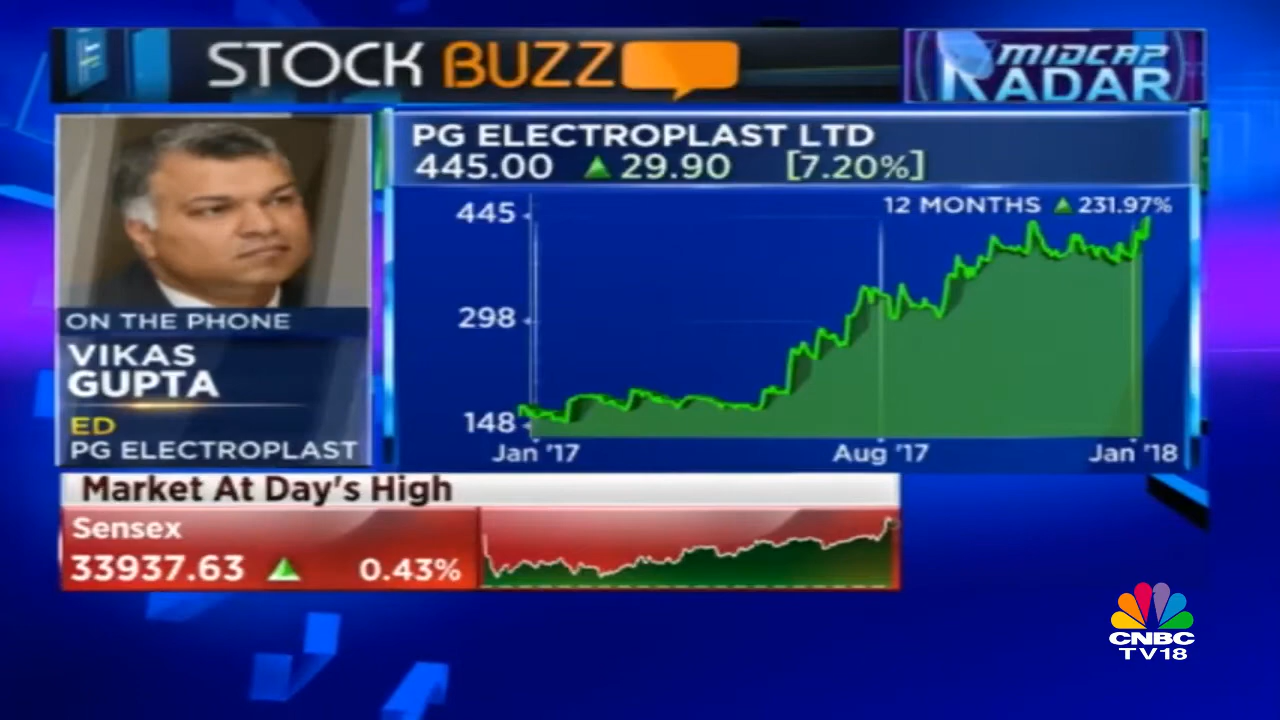 STOCK BUZZ
MIDCAP
RADAR
PG ELECTROPLAST LTD
445.00 ▲ 29.90 [7.20%]
12 MONTHS ▲ 231.97%
445
298
148
Jan '17
Aug '17
Jan '18
ON THE PHONE
VIKAS
GUPTA
ED
PG ELECTROPLAST
Market At Day's High
Sensex
33937.63 ▲ 0.43%
CNBC
TV18